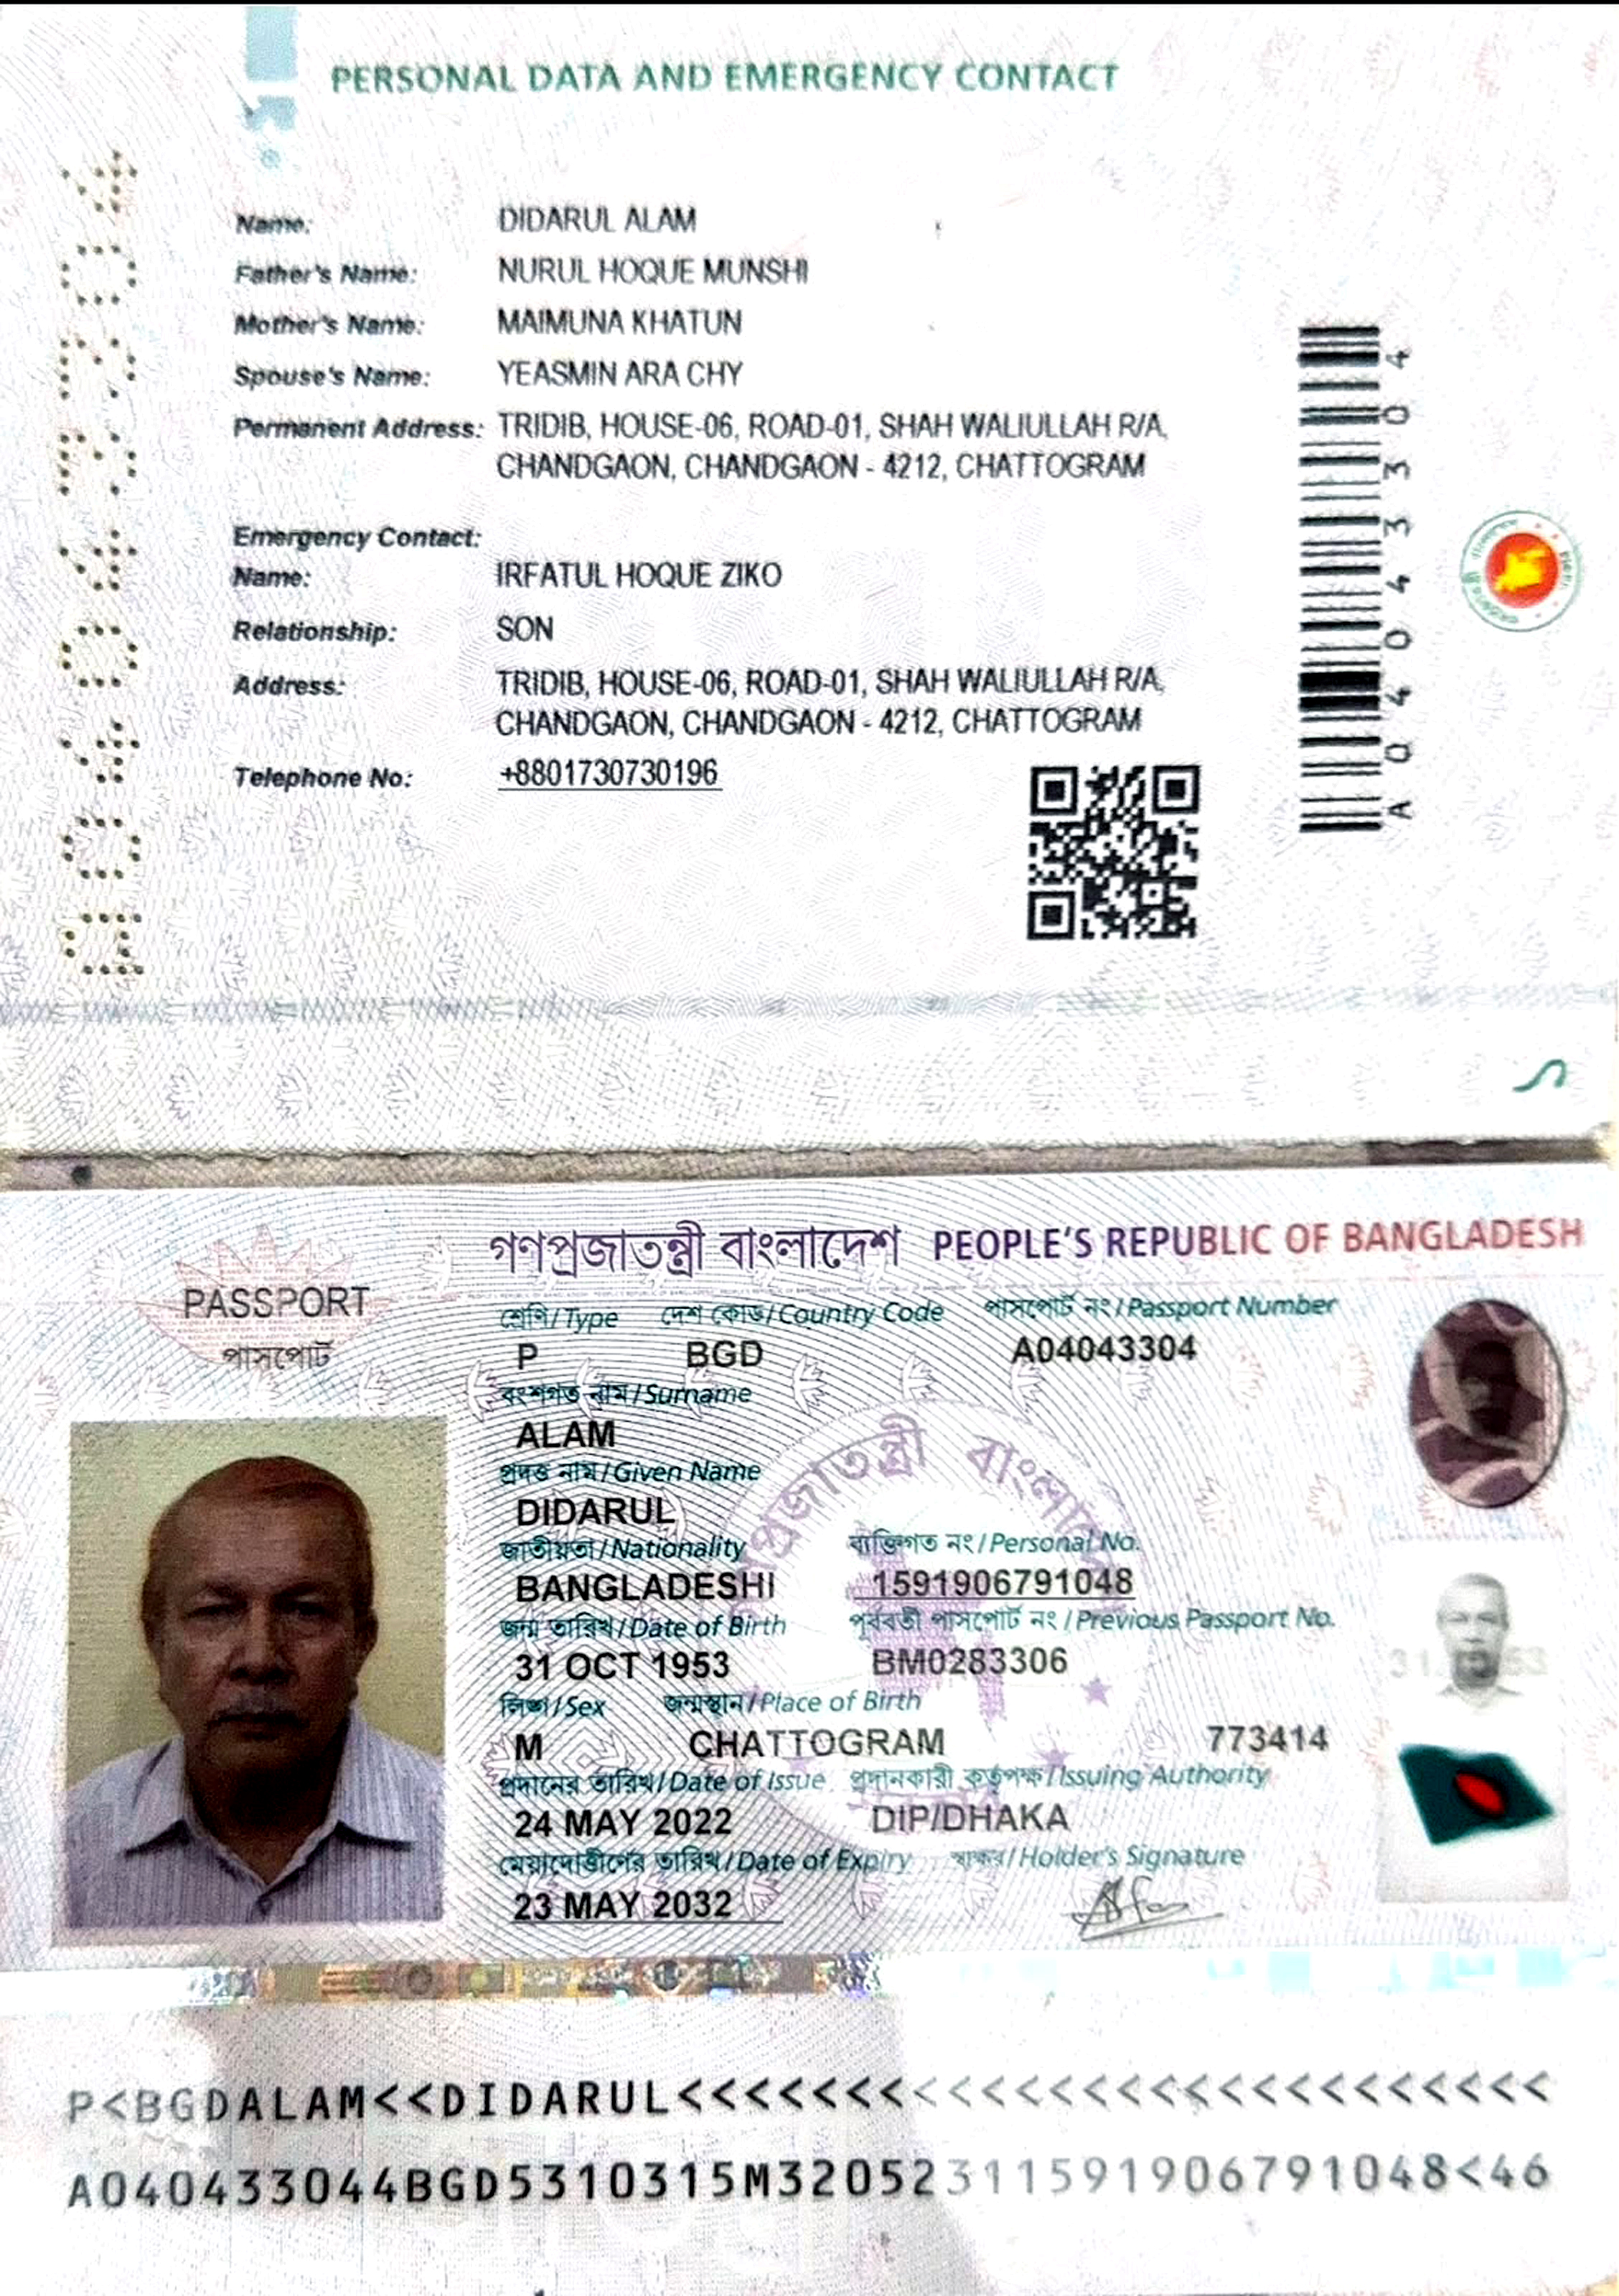 PERSONAL DATA AND EMERGENCY CONTACT
Name: DIDARUL ALAM
Father's Name: NURUL HOQUE MUNSHI
Mother's Name: MAIMUNA KHATUN
Spouse's Name: YEASMIN ARA CHY
Permanent Address: TRIDIB, HOUSE-06, ROAD-01, SHAH WALIULLAH R/A,
CHANDGAON, CHANDGAON - 4212, CHATTOGRAM
Emergency Contact:
Name: IRFATUL HOQUE ZIKO
Relationship: SON
Address: TRIDIB, HOUSE-06, ROAD-01, SHAH WALIULLAH R/A,
CHANDGAON, CHANDGAON - 4212, CHATTOGRAM
Telephone No: +8801730730196
A04043304
গণপ্রজাতন্ত্রী বাংলাদেশ PEOPLE'S REPUBLIC OF BANGLADESH
PASSPORT
পাসপোর্ট
শ্রেণি/Type দেশ কোড/Country Code পাসপোর্ট নং/Passport Number
P BGD A04043304
বংশগত নাম/Surname
ALAM
প্রদত্ত নাম/Given Name
DIDARUL
জাতীয়তা/Nationality ব্যক্তিগত নং/Personal No.
BANGLADESHI 1591906791048
জন্ম তারিখ/Date of Birth পূর্ববর্তী পাসপোর্ট নং/Previous Passport No.
31 OCT 1953 BM0283306
লিঙ্গ/Sex জন্মস্থান/Place of Birth
M CHATTOGRAM 773414
প্রদানের তারিখ/Date of Issue প্রদানকারী কর্তৃপক্ষ/Issuing Authority
24 MAY 2022 DIP/DHAKA
মেয়াদোত্তীর্ণের তারিখ/Date of Expiry স্বাক্ষর/Holder's Signature
23 MAY 2032
P<BGDALAM<<DIDARUL<<<<<<<<<<<<<<<<<<<<<<<<<<
A040433044BGD5310315M32052311591906791048<46